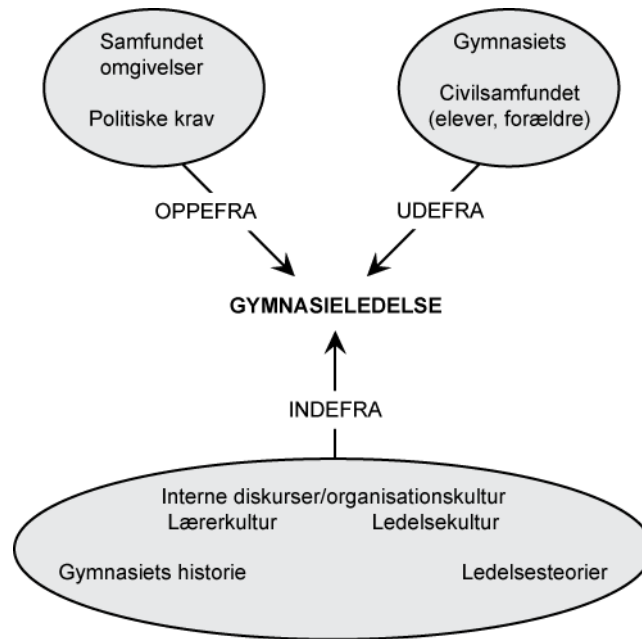 Samfundet
omgivelser
Politiske krav
Gymnasiets
Civilsamfundet
(elever, forældre)
OPPEFRA
UDEFRA
GYMNASIELEDELSE
INDEFRA
Interne diskurser/organisationskultur
Lærerkultur Ledelsekultur
Gymnasiets historie Ledelsesteorier